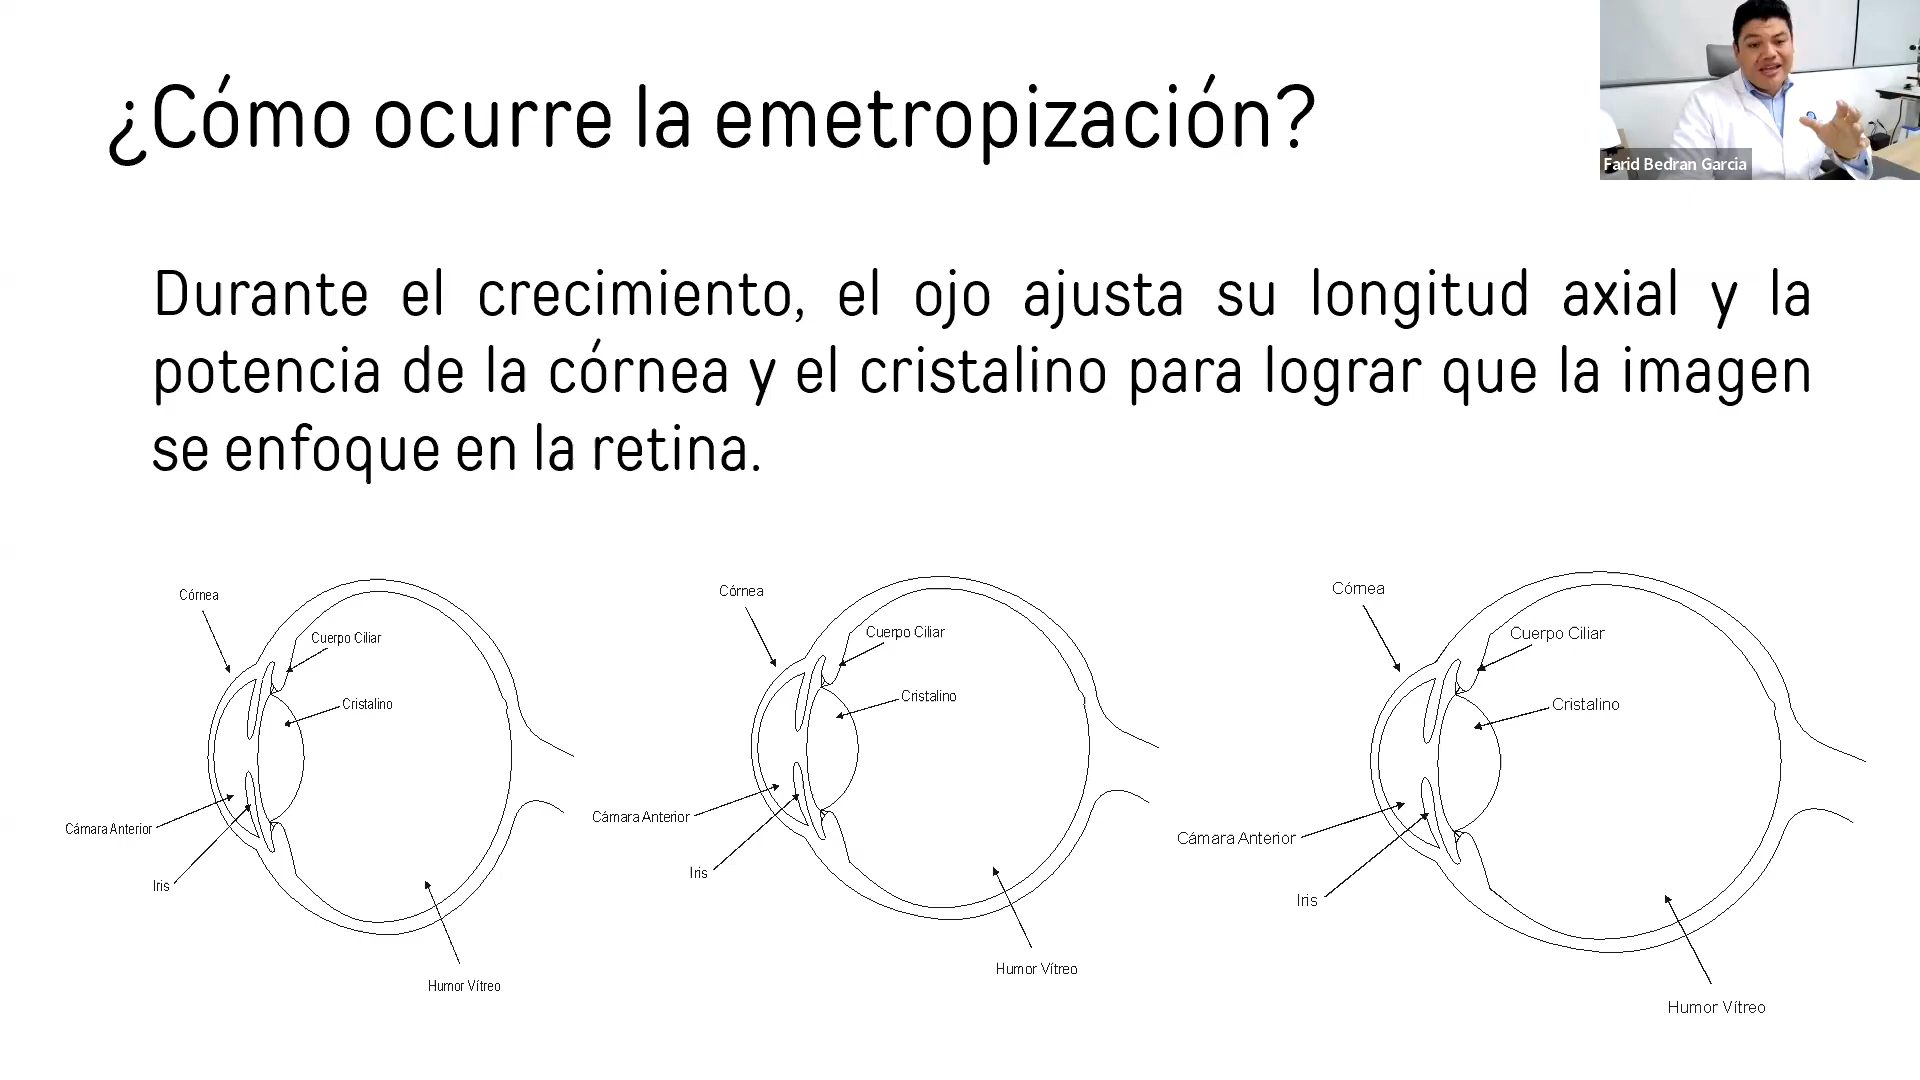 ¿Cómo ocurre la emetropización?
Farid Bedran Garcia
Durante el crecimiento, el ojo ajusta su longitud axial y la
potencia de la córnea y el cristalino para lograr que la imagen
se enfoque en la retina.
Córnea
Cuerpo Ciliar
Cristalino
Cámara Anterior
Iris
Humor Vítreo
Córnea
Cuerpo Ciliar
Cristalino
Cámara Anterior
Iris
Humor Vítreo
Córnea
Cuerpo Ciliar
Cristalino
Cámara Anterior
Iris
Humor Vítreo